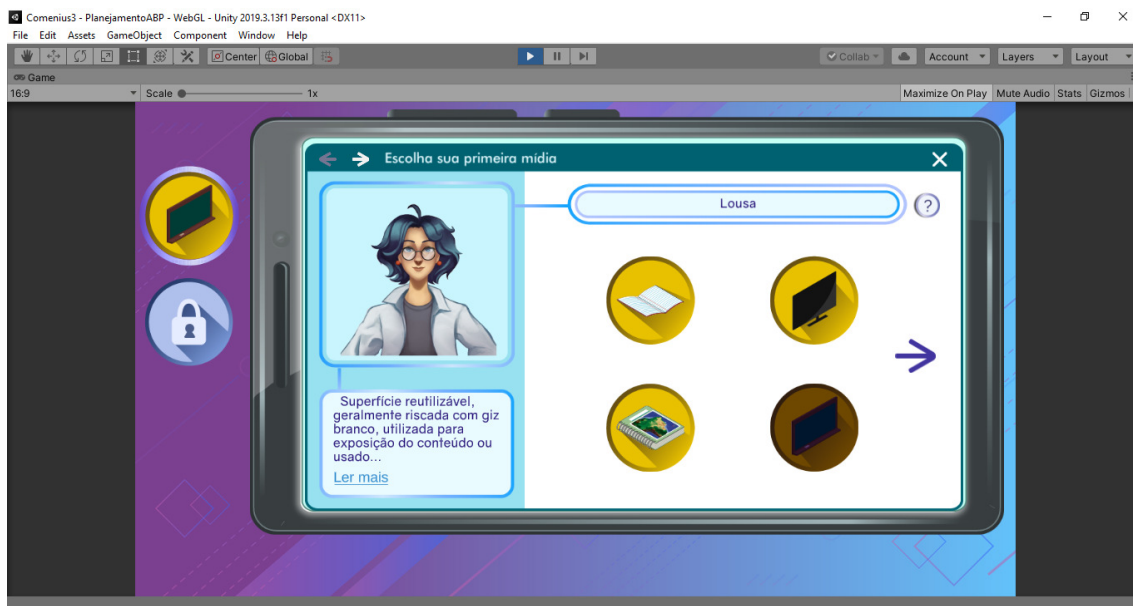 Comenius3 - PlanejamentoABP - WebGL - Unity 2019.3.13f1 Personal <DX11>
File Edit Assets GameObject Component Window Help
Center Global Collab Account Layers Layout
Game
16:9 Scale 1x Maximize On Play Mute Audio Stats Gizmos
Escolha sua primeira mídia
Lousa
?
Superfície reutilizável,
geralmente riscada com giz
branco, utilizada para
exposição do conteúdo ou
usado...
Ler mais